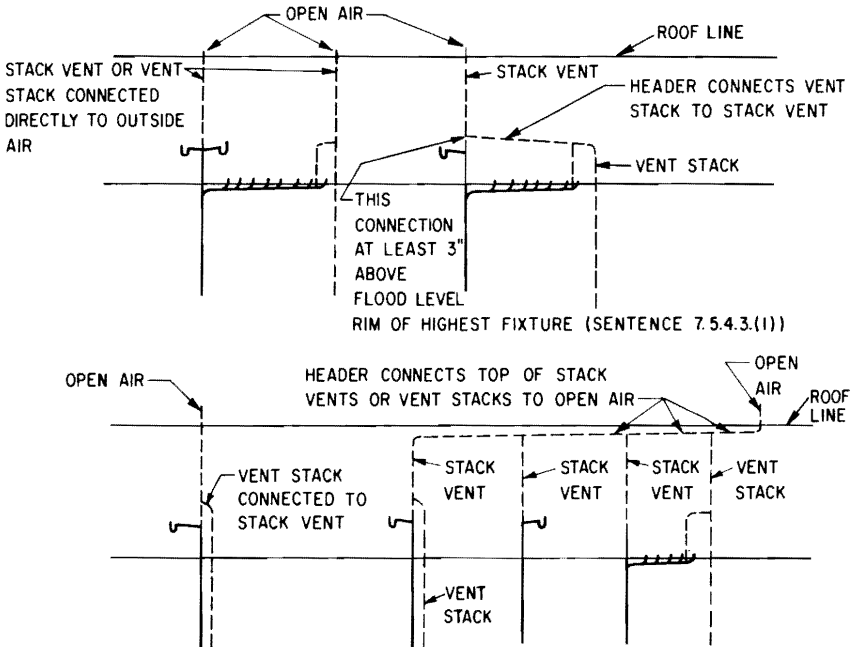 OPEN AIR
ROOF LINE
STACK VENT OR VENT
STACK CONNECTED
DIRECTLY TO OUTSIDE
AIR
STACK VENT
HEADER CONNECTS VENT
STACK TO STACK VENT
VENT STACK
THIS
CONNECTION
AT LEAST 3"
ABOVE
FLOOD LEVEL
RIM OF HIGHEST FIXTURE (SENTENCE 7.5.4.3.(1))
OPEN AIR
HEADER CONNECTS TOP OF STACK
VENTS OR VENT STACKS TO OPEN AIR
OPEN
AIR
ROOF
LINE
VENT STACK
CONNECTED TO
STACK VENT
STACK
VENT
STACK
VENT
STACK
VENT
VENT
STACK
VENT
STACK